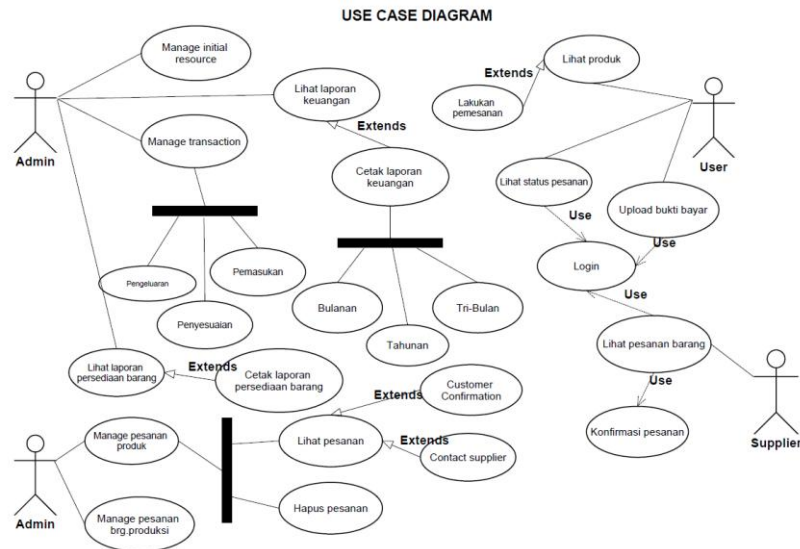 USE CASE DIAGRAM
Manage initial
resource
Lihat produk
Extends
Lihat laporan
keuangan
Lakukan
pemesanan
Extends
Admin
Manage transaction
User
Cetak laporan
keuangan
Lihat status pesanan
Use
Upload bukti bayar
Use
Login
Pemasukan
Pengeluaran
Use
Bulanan
Tri-Bulan
Penyesuaian
Tahunan
Lihat pesanan barang
Lihat laporan
persediaan barang
Extends
Cetak laporan
persediaan barang
Customer
Confirmation
Extends
Use
Manage pesanan
produk
Lihat pesanan
Extends
Contact supplier
Konfirmasi pesanan
Supplier
Hapus pesanan
Admin
Manage pesanan
brg.produksi